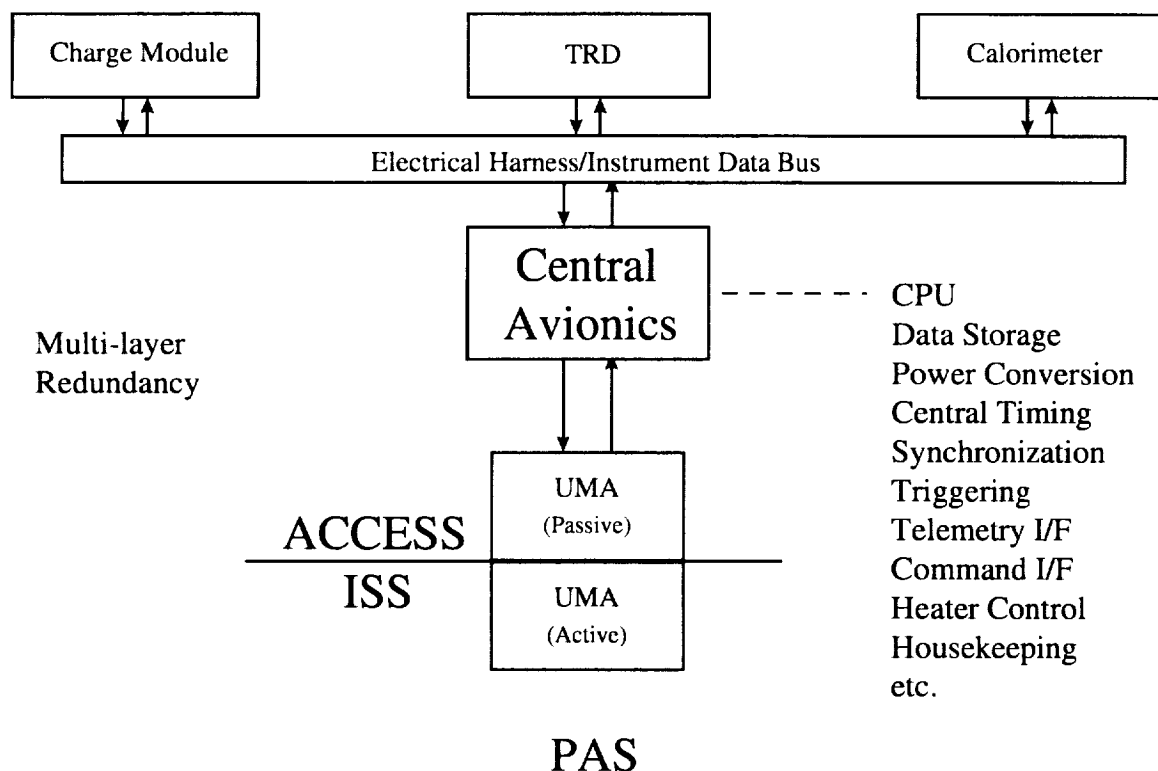 Charge Module
TRD
Calorimeter
Electrical Harness/Instrument Data Bus
Central
Avionics
Multi-layer
Redundancy
CPU
Data Storage
Power Conversion
Central Timing
Synchronization
Triggering
Telemetry I/F
Command I/F
Heater Control
Housekeeping
etc.
UMA
(Passive)
ACCESS
ISS
UMA
(Active)
PAS